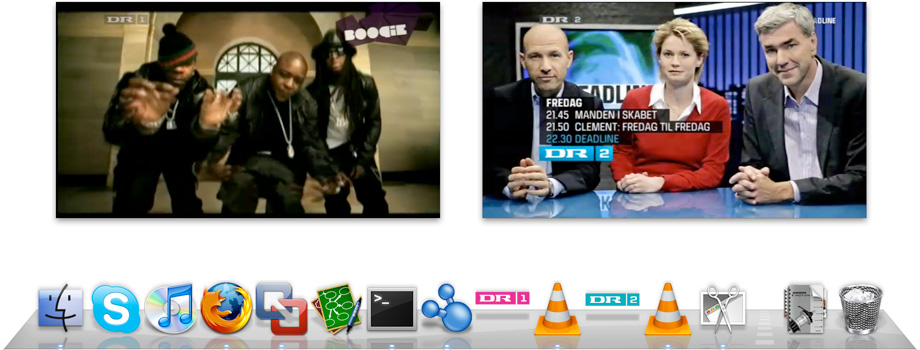 DR 1
BOOGiE
DR 2
DEADLINE
DEADLIN
FREDAG
21.45 MANDEN I SKABET
21.50 CLEMENT: FREDAG TIL FREDAG
22.30 DEADLINE
DR 2
S
>_
DR 1
DR 2